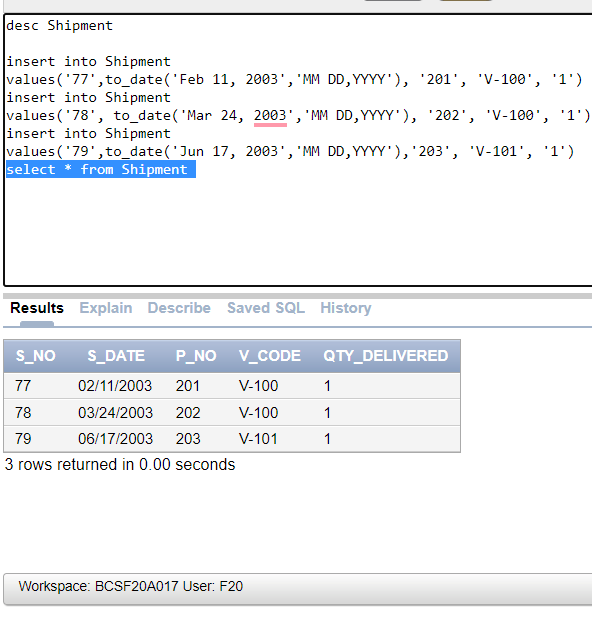 desc Shipment
insert into Shipment
values('77',to_date('Feb 11, 2003','MM DD,YYYY'), '201', 'V-100', '1')
insert into Shipment
values('78', to_date('Mar 24, 2003','MM DD,YYYY'), '202', 'V-100', '1')
insert into Shipment
values('79',to_date('Jun 17, 2003','MM DD,YYYY'),'203', 'V-101', '1')
select * from Shipment
Results Explain Describe Saved SQL History
S_NO S_DATE P_NO V_CODE QTY_DELIVERED
77 02/11/2003 201 V-100 1
78 03/24/2003 202 V-100 1
79 06/17/2003 203 V-101 1
3 rows returned in 0.00 seconds
Workspace: BCSF20A017 User: F20